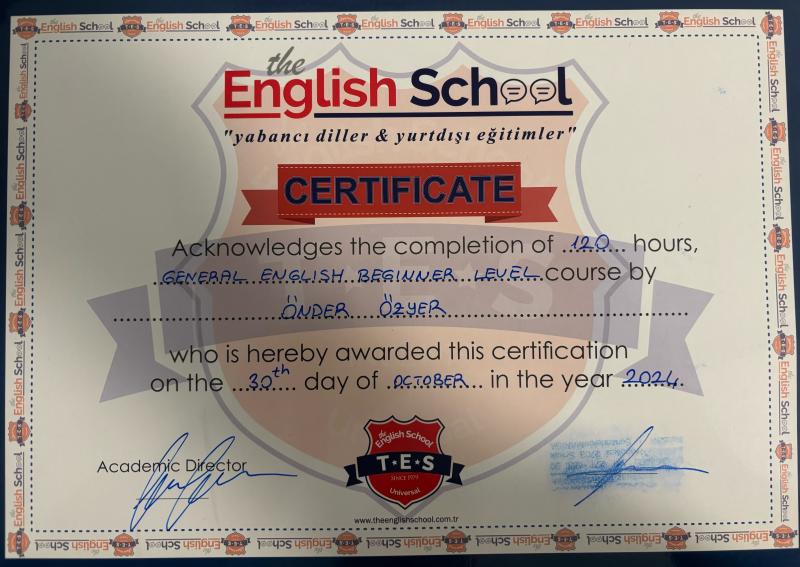 the
English School
"yabancı diller & yurtdışı eğitimler"
CERTIFICATE
Acknowledges the completion of ..120... hours,
GENERAL ENGLISH BEGINNER LEVEL course by
ÖNDER ÖZYER
who is hereby awarded this certification
on the ...30th.... day of .OCTOBER... in the year 2024.
Academic Director
the
English School
T★E★S
SINCE 1979
Universal
www.theenglishschool.com.tr